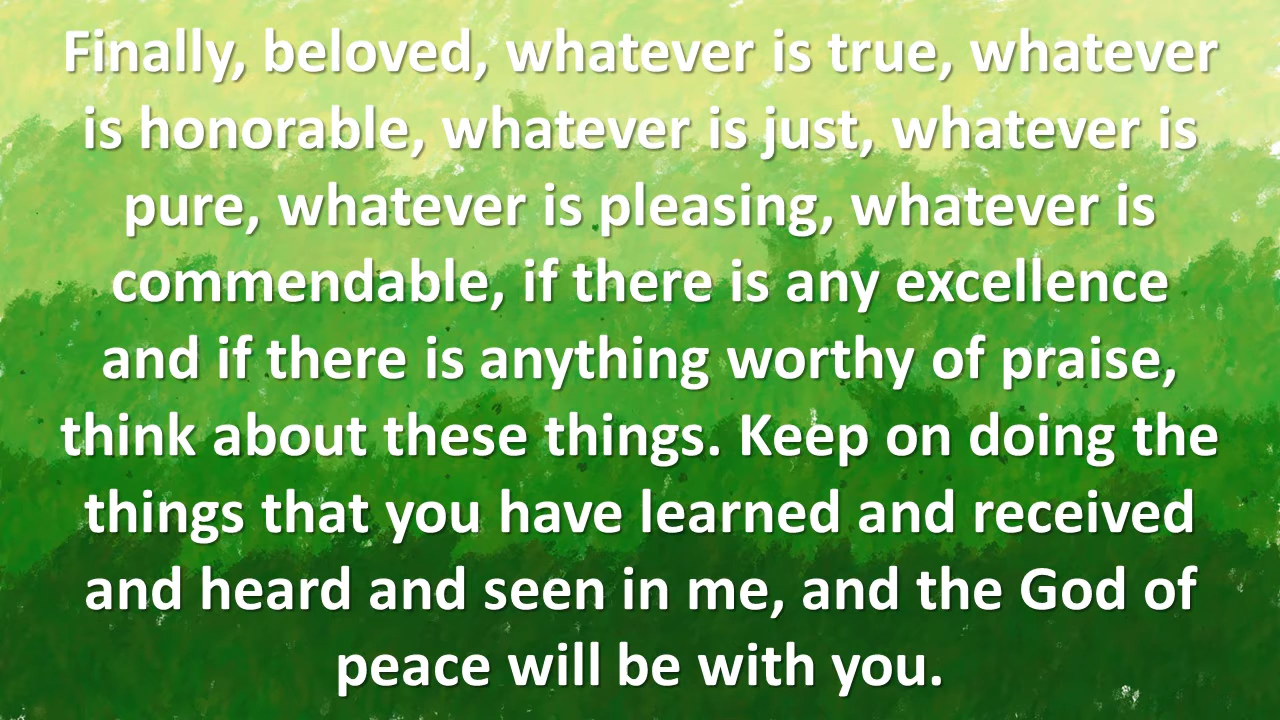 Finally, beloved, whatever is true, whatever
is honorable, whatever is just, whatever is
pure, whatever is pleasing, whatever is
commendable, if there is any excellence
and if there is anything worthy of praise,
think about these things. Keep on doing the
things that you have learned and received
and heard and seen in me, and the God of
peace will be with you.